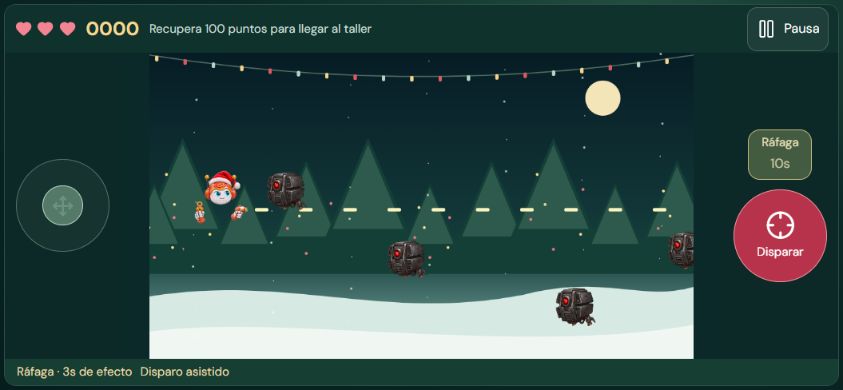 0000 Recupera 100 puntos para llegar al taller
Pausa
Ráfaga
10s
Disparar
Ráfaga · 3s de efecto Disparo asistido